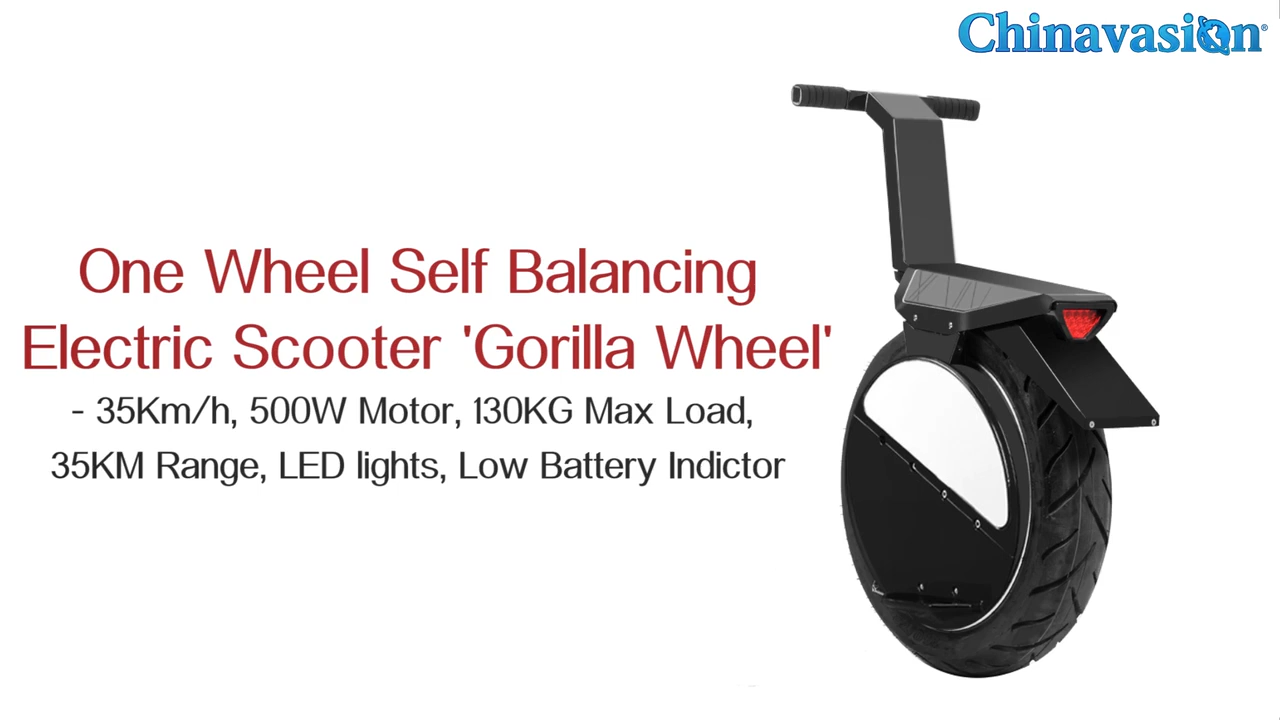 Chinavasion®
One Wheel Self Balancing
Electric Scooter 'Gorilla Wheel'
- 35Km/h, 500W Motor, 130KG Max Load,
35KM Range, LED lights, Low Battery Indictor